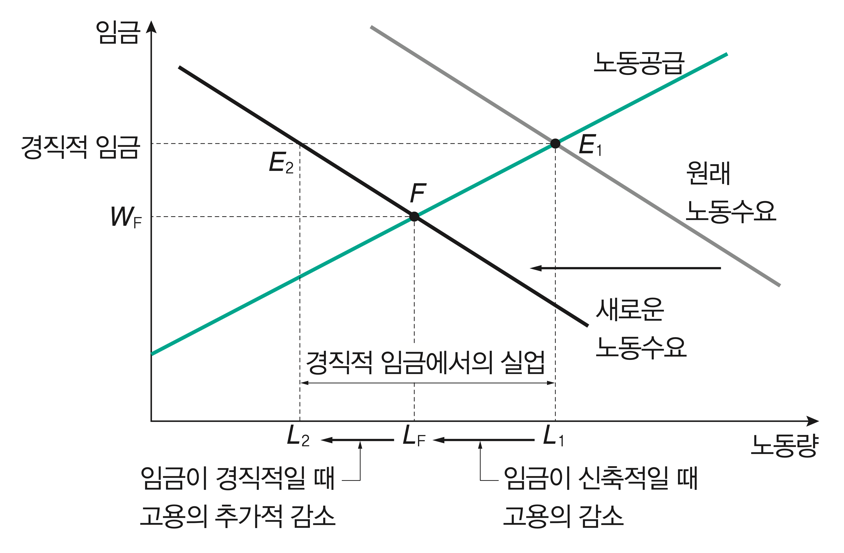 임금
노동공급
경직적 임금
E2
E1
원래
노동수요
F
WF
새로운
노동수요
경직적 임금에서의 실업
L2
LF
L1
노동량
임금이 경직적일 때
고용의 추가적 감소
임금이 신축적일 때
고용의 감소